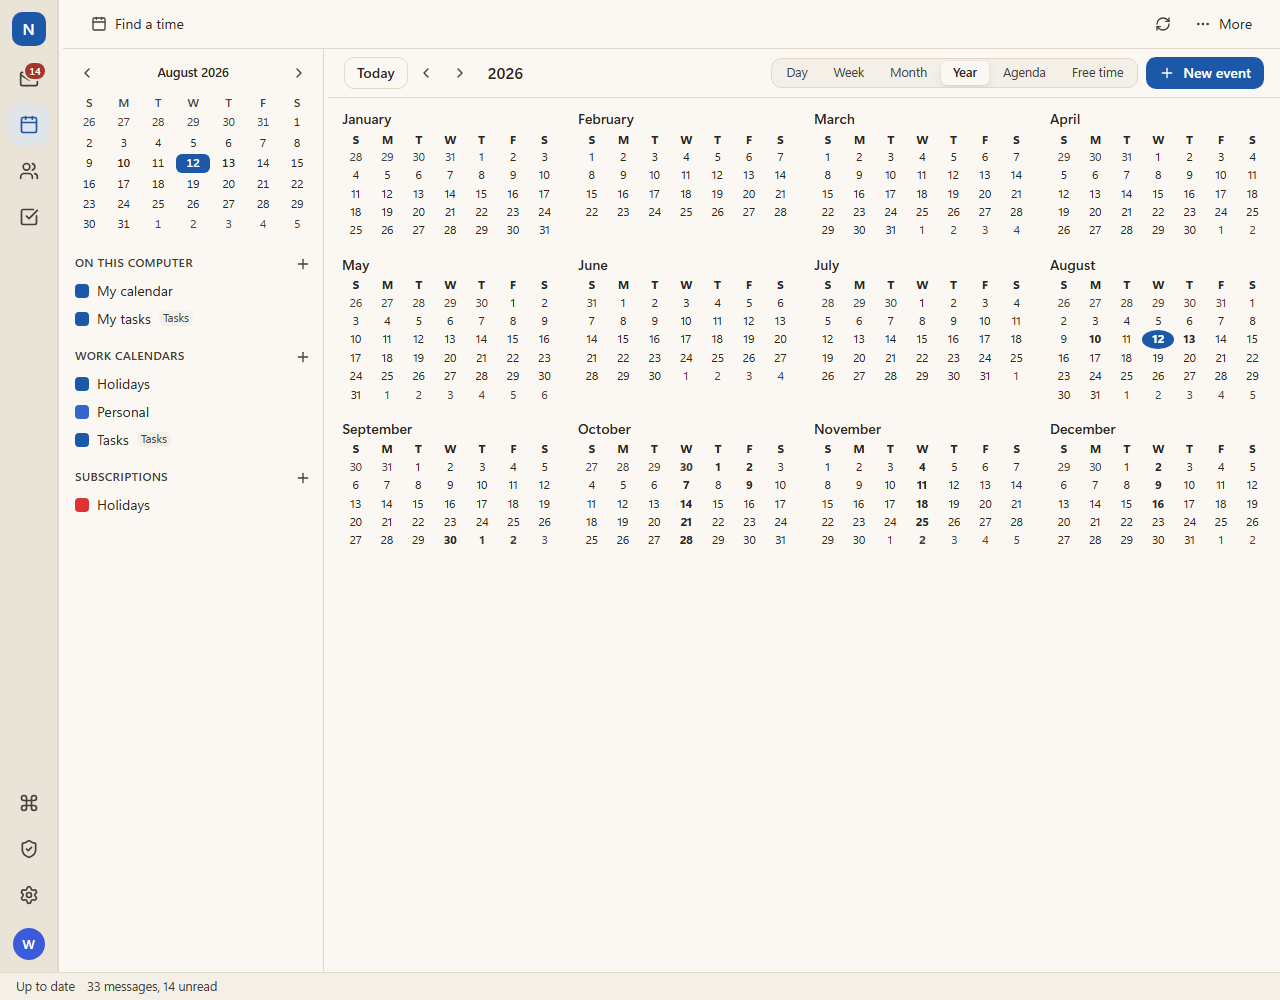 N
14
Find a time
More
August 2026
S M T W T F S
26 27 28 29 30 31 1
2 3 4 5 6 7 8
9 10 11 12 13 14 15
16 17 18 19 20 21 22
23 24 25 26 27 28 29
30 31 1 2 3 4 5
ON THIS COMPUTER
My calendar
My tasks Tasks
WORK CALENDARS
Holidays
Personal
Tasks Tasks
SUBSCRIPTIONS
Holidays
Today 2026 Day Week Month Year Agenda Free time New event
January
S M T W T F S
28 29 30 31 1 2 3
4 5 6 7 8 9 10
11 12 13 14 15 16 17
18 19 20 21 22 23 24
25 26 27 28 29 30 31
February
S M T W T F S
1 2 3 4 5 6 7
8 9 10 11 12 13 14
15 16 17 18 19 20 21
22 23 24 25 26 27 28
March
S M T W T F S
1 2 3 4 5 6 7
8 9 10 11 12 13 14
15 16 17 18 19 20 21
22 23 24 25 26 27 28
29 30 31 1 2 3 4
April
S M T W T F S
29 30 31 1 2 3 4
5 6 7 8 9 10 11
12 13 14 15 16 17 18
19 20 21 22 23 24 25
26 27 28 29 30 1 2
May
S M T W T F S
26 27 28 29 30 1 2
3 4 5 6 7 8 9
10 11 12 13 14 15 16
17 18 19 20 21 22 23
24 25 26 27 28 29 30
31 1 2 3 4 5 6
June
S M T W T F S
31 1 2 3 4 5 6
7 8 9 10 11 12 13
14 15 16 17 18 19 20
21 22 23 24 25 26 27
28 29 30 1 2 3 4
July
S M T W T F S
28 29 30 1 2 3 4
5 6 7 8 9 10 11
12 13 14 15 16 17 18
19 20 21 22 23 24 25
26 27 28 29 30 31 1
August
S M T W T F S
26 27 28 29 30 31 1
2 3 4 5 6 7 8
9 10 11 12 13 14 15
16 17 18 19 20 21 22
23 24 25 26 27 28 29
30 31 1 2 3 4 5
September
S M T W T F S
30 31 1 2 3 4 5
6 7 8 9 10 11 12
13 14 15 16 17 18 19
20 21 22 23 24 25 26
27 28 29 30 1 2 3
October
S M T W T F S
27 28 29 30 1 2 3
4 5 6 7 8 9 10
11 12 13 14 15 16 17
18 19 20 21 22 23 24
25 26 27 28 29 30 31
November
S M T W T F S
1 2 3 4 5 6 7
8 9 10 11 12 13 14
15 16 17 18 19 20 21
22 23 24 25 26 27 28
29 30 1 2 3 4 5
December
S M T W T F S
29 30 1 2 3 4 5
6 7 8 9 10 11 12
13 14 15 16 17 18 19
20 21 22 23 24 25 26
27 28 29 30 31 1 2
W
Up to date 33 messages, 14 unread